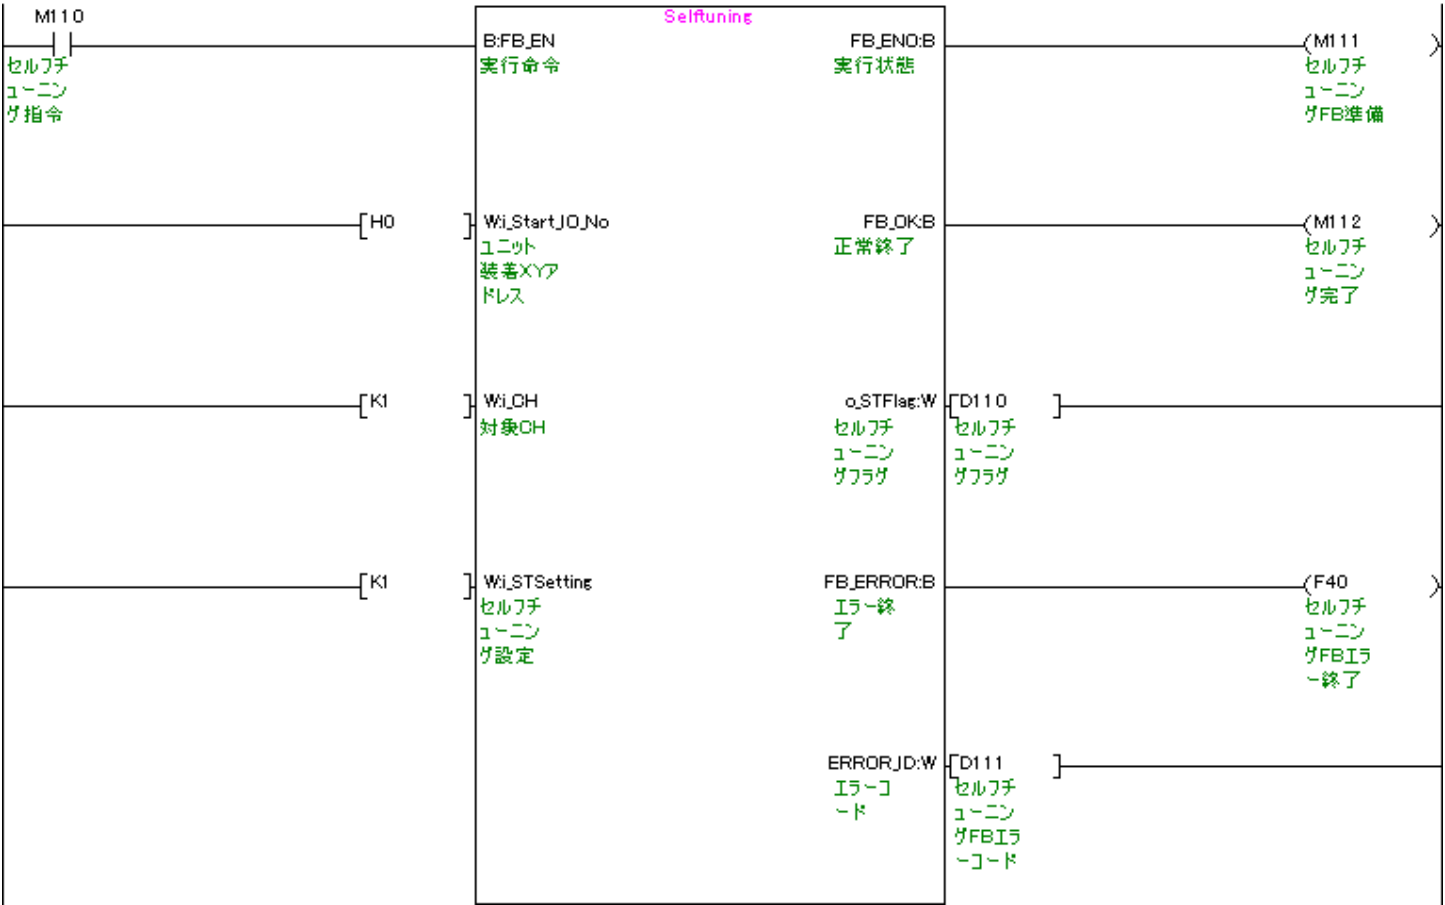 Selftuning
M110
B:FB_EN
FB_ENO:B
(M111 )
セルフチ
ューニン
グ指令
実行命令
実行状態
セルフチ
ューニン
グFB準備
[H0 ]
W:i_Start_IO_No
FB_OK:B
(M112 )
ユニット
装着XYア
ドレス
正常終了
セルフチ
ューニン
グ完了
[K1 ]
W:i_CH
o_STFlag:W
[D110 ]
対象CH
セルフチ
ューニン
グフラグ
セルフチ
ューニン
グフラグ
[K1 ]
W:i_STSetting
FB_ERROR:B
(F40 )
セルフチ
ューニン
グ設定
エラー終
了
セルフチ
ューニン
グFBエラ
ー終了
ERROR_ID:W
[D111 ]
エラーコ
ード
セルフチ
ューニン
グFBエラ
ーコード